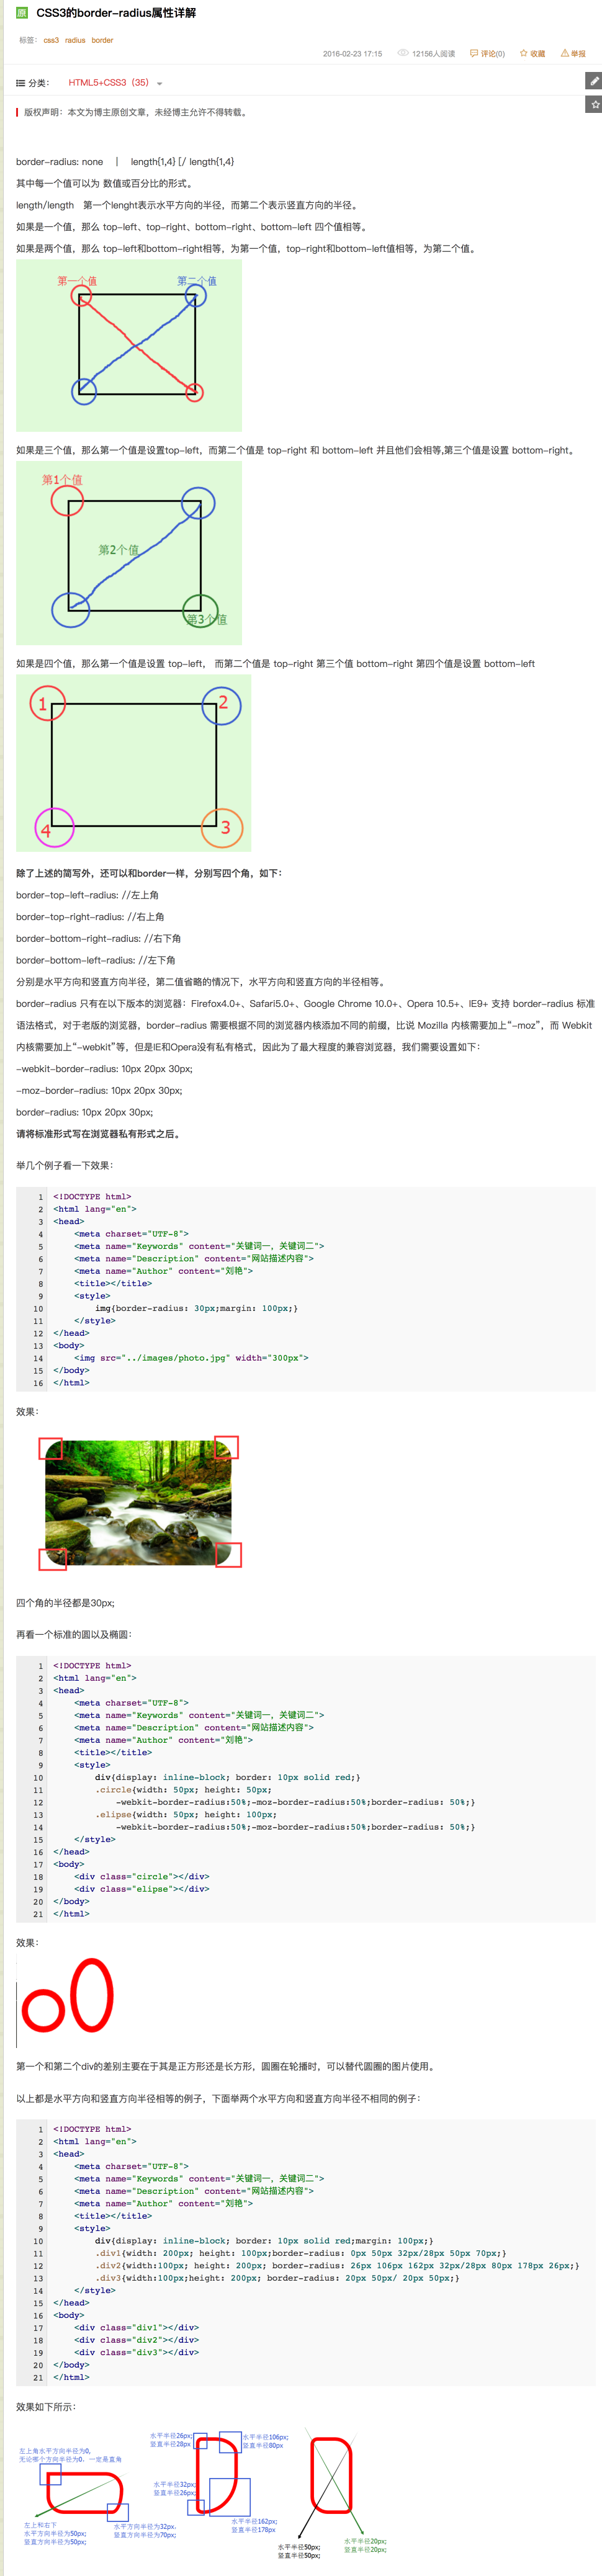 原 CSS3的border-radius属性详解
标签： css3 radius border
2016-02-23 17:15 12156人阅读 评论(0) 收藏 举报
分类： HTML5+CSS3（35）
版权声明：本文为博主原创文章，未经博主允许不得转载。
border-radius: none | length{1,4} [/ length{1,4}
其中每一个值可以为 数值或百分比的形式。
length/length 第一个lenght表示水平方向的半径，而第二个表示竖直方向的半径。
如果是一个值，那么 top-left、top-right、bottom-right、bottom-left 四个值相等。
如果是两个值，那么 top-left和bottom-right相等，为第一个值，top-right和bottom-left值相等，为第二个值。
第一个值 第二个值
如果是三个值，那么第一个值是设置top-left，而第二个值是 top-right 和 bottom-left 并且他们会相等,第三个值是设置 bottom-right。
第1个值
第2个值
第3个值
如果是四个值，那么第一个值是设置 top-left， 而第二个值是 top-right 第三个值 bottom-right 第四个值是设置 bottom-left
1 2
4 3
除了上述的简写外，还可以和border一样，分别写四个角，如下：
border-top-left-radius: //左上角
border-top-right-radius: //右上角
border-bottom-right-radius: //右下角
border-bottom-left-radius: //左下角
分别是水平方向和竖直方向半径，第二值省略的情况下，水平方向和竖直方向的半径相等。
border-radius 只有在以下版本的浏览器：Firefox4.0+、Safari5.0+、Google Chrome 10.0+、Opera 10.5+、IE9+ 支持 border-radius 标准
语法格式，对于老版的浏览器，border-radius 需要根据不同的浏览器内核添加不同的前缀，比说 Mozilla 内核需要加上“-moz”，而 Webkit
内核需要加上“-webkit”等，但是IE和Opera没有私有格式，因此为了最大程度的兼容浏览器，我们需要设置如下：
-webkit-border-radius: 10px 20px 30px;
-moz-border-radius: 10px 20px 30px;
border-radius: 10px 20px 30px;
请将标准形式写在浏览器私有形式之后。
举几个例子看一下效果：
1 <!DOCTYPE html>
2 <html lang="en">
3 <head>
4 <meta charset="UTF-8">
5 <meta name="Keywords" content="关键词一，关键词二">
6 <meta name="Description" content="网站描述内容">
7 <meta name="Author" content="刘艳">
8 <title></title>
9 <style>
10 img{border-radius: 30px;margin: 100px;}
11 </style>
12 </head>
13 <body>
14 <img src="../images/photo.jpg" width="300px">
15 </body>
16 </html>
效果：
四个角的半径都是30px;
再看一个标准的圆以及椭圆：
1 <!DOCTYPE html>
2 <html lang="en">
3 <head>
4 <meta charset="UTF-8">
5 <meta name="Keywords" content="关键词一，关键词二">
6 <meta name="Description" content="网站描述内容">
7 <meta name="Author" content="刘艳">
8 <title></title>
9 <style>
10 div{display: inline-block; border: 10px solid red;}
11 .circle{width: 50px; height: 50px;
12 -webkit-border-radius:50%;-moz-border-radius:50%;border-radius: 50%;}
13 .elipse{width: 50px; height: 100px;
14 -webkit-border-radius:50%;-moz-border-radius:50%;border-radius: 50%;}
15 </style>
16 </head>
17 <body>
18 <div class="circle"></div>
19 <div class="elipse"></div>
20 </body>
21 </html>
效果：
第一个和第二个div的差别主要在于其是正方形还是长方形，圆圈在轮播时，可以替代圆圈的图片使用。
以上都是水平方向和竖直方向半径相等的例子，下面举两个水平方向和竖直方向半径不相同的例子：
1 <!DOCTYPE html>
2 <html lang="en">
3 <head>
4 <meta charset="UTF-8">
5 <meta name="Keywords" content="关键词一，关键词二">
6 <meta name="Description" content="网站描述内容">
7 <meta name="Author" content="刘艳">
8 <title></title>
9 <style>
10 div{display: inline-block; border: 10px solid red;margin: 100px;}
11 .div1{width: 200px; height: 100px;border-radius: 0px 50px 32px/28px 50px 70px;}
12 .div2{width:100px; height: 200px; border-radius: 26px 106px 162px 32px/28px 80px 178px 26px;}
13 .div3{width:100px;height: 200px; border-radius: 20px 50px/ 20px 50px;}
14 </style>
15 </head>
16 <body>
17 <div class="div1"></div>
18 <div class="div2"></div>
19 <div class="div3"></div>
20 </body>
21 </html>
效果如下所示：
左上角水平方向半径为0,
无论哪个方向半径为0．一定是直角
左上和右下
水平方向半径为50px;
竖直方向半径为50px;
水平方向半径为32px.
竖直方向半径为70px;
水平半径26px;
竖直半径28px
水平半径106px;
竖直半径80px
水平半径32px;
竖直半径26px;
水平半径162px;
竖直半径178px
水平半径50px;
竖直半径50px;
水平半径20px;
竖直半径20px;